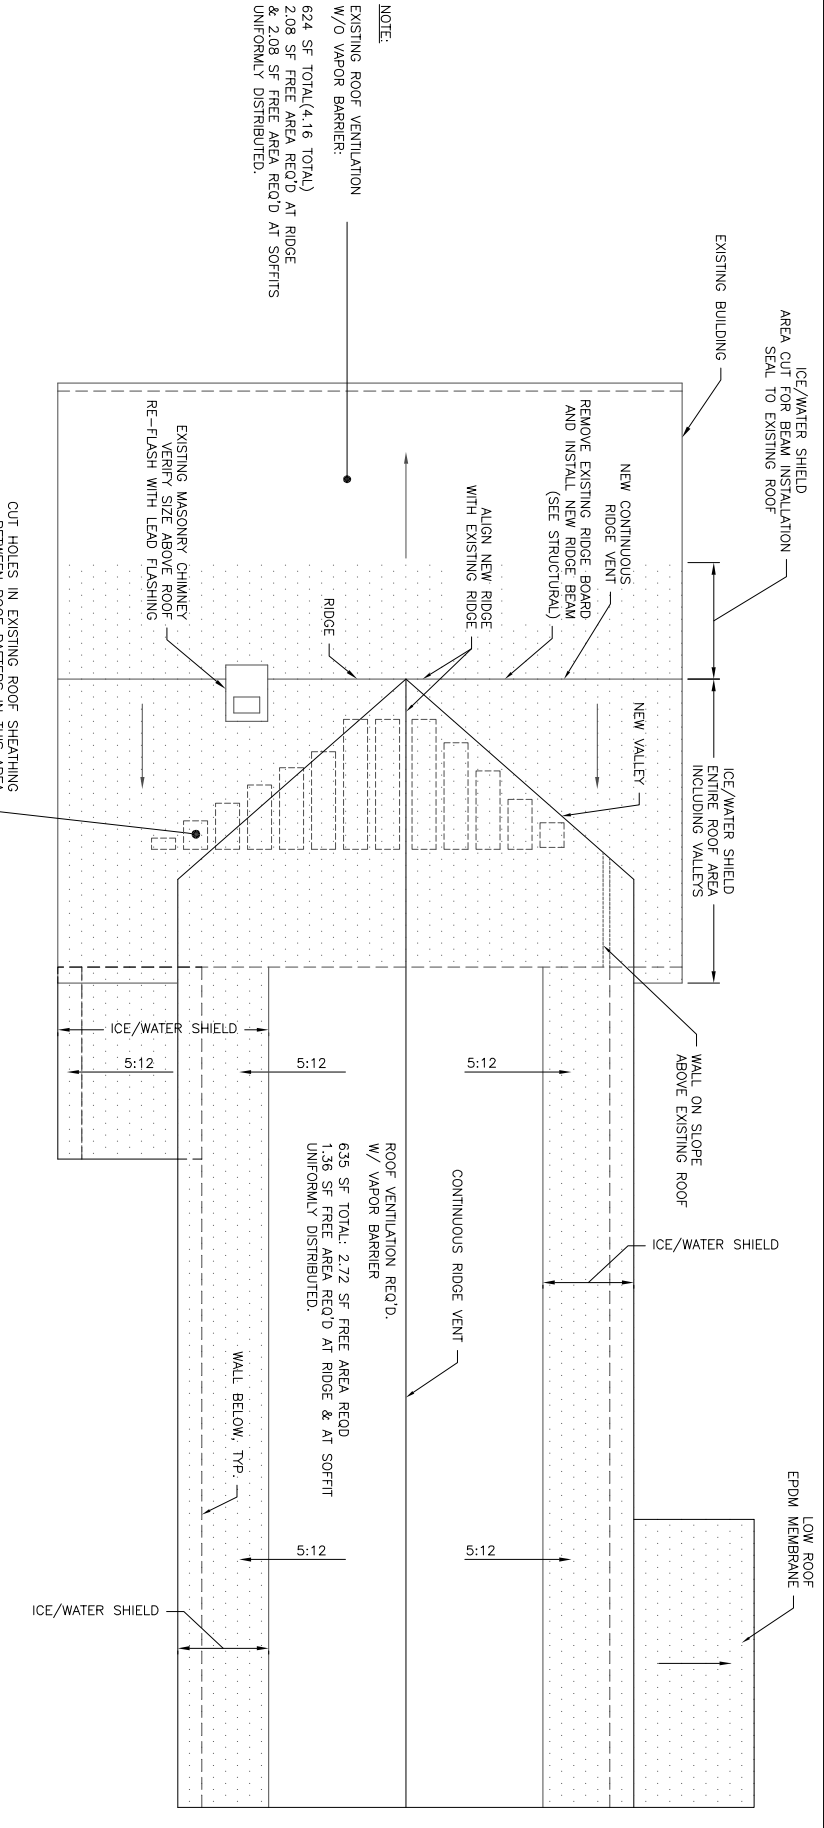 NOTE:
EXISTING ROOF VENTILATION
W/O VAPOR BARRIER:
624 SF TOTAL(4.16 TOTAL)
2.08 SF FREE AREA REQ'D AT RIDGE
& 2.08 SF FREE AREA REQ'D AT SOFFITS
UNIFORMLY DISTRIBUTED.
ICE/WATER SHIELD
AREA CUT FOR BEAM INSTALLATION
SEAL TO EXISTING ROOF
EXISTING BUILDING
NEW CONTINUOUS
RIDGE VENT
REMOVE EXISTING RIDGE BOARD
AND INSTALL NEW RIDGE BEAM
(SEE STRUCTURAL)
ALIGN NEW RIDGE
WITH EXISTING RIDGE
RIDGE
EXISTING MASONRY CHIMNEY
VERIFY SIZE ABOVE ROOF
RE-FLASH WITH LEAD FLASHING
CUT HOLES IN EXISTING ROOF SHEATHING
BETWEEN ROOF RAFTERS IN THIS AREA
NEW VALLEY
ICE/WATER SHIELD
ENTIRE ROOF AREA
INCLUDING VALLEYS
WALL ON SLOPE
ABOVE EXISTING ROOF
ICE/WATER SHIELD
5:12
5:12
5:12
ICE/WATER SHIELD
CONTINUOUS RIDGE VENT
ROOF VENTILATION REQ'D.
W/ VAPOR BARRIER
635 SF TOTAL: 2.72 SF FREE AREA REQD
1.36 SF FREE AREA REQ'D AT RIDGE & AT SOFFIT
UNIFORMLY DISTRIBUTED.
WALL BELOW, TYP.
5:12
5:12
ICE/WATER SHIELD
LOW ROOF
EPDM MEMBRANE